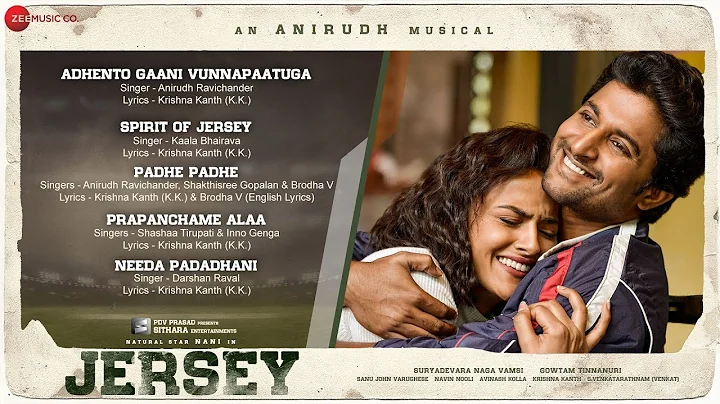 ZEEMUSIC CO.
AN ANIRUDH MUSICAL
ADHENTO GAANI VUNNAPAATUGA
Singer - Anirudh Ravichander
Lyrics - Krishna Kanth (K.K.)
SPIRIT OF JERSEY
Singer - Kaala Bhairava
Lyrics - Krishna Kanth (K.K.)
PADHE PADHE
Singers - Anirudh Ravichander, Shakthisree Gopalan & Brodha V
Lyrics - Krishna Kanth (K.K.) & Brodha V (English Lyrics)
PRAPANCHAME ALAA
Singers - Shashaa Tirupati & Inno Genga
Lyrics - Krishna Kanth (K.K.)
NEEDA PADADHANI
Singer - Darshan Raval
Lyrics - Krishna Kanth (K.K.)
PDV PRASAD PRESENTS
SITHARA ENTERTAINMENTS
NATURAL STAR NANI IN
JERSEY
SURYADEVARA NAGA VAMSI GOWTAM TINNANURI
SANU JOHN VARUGHESE NAVIN NOOLI AVINASH KOLLA KRISHNA KANTH S.VENKATARATHNAM (VENKAT)